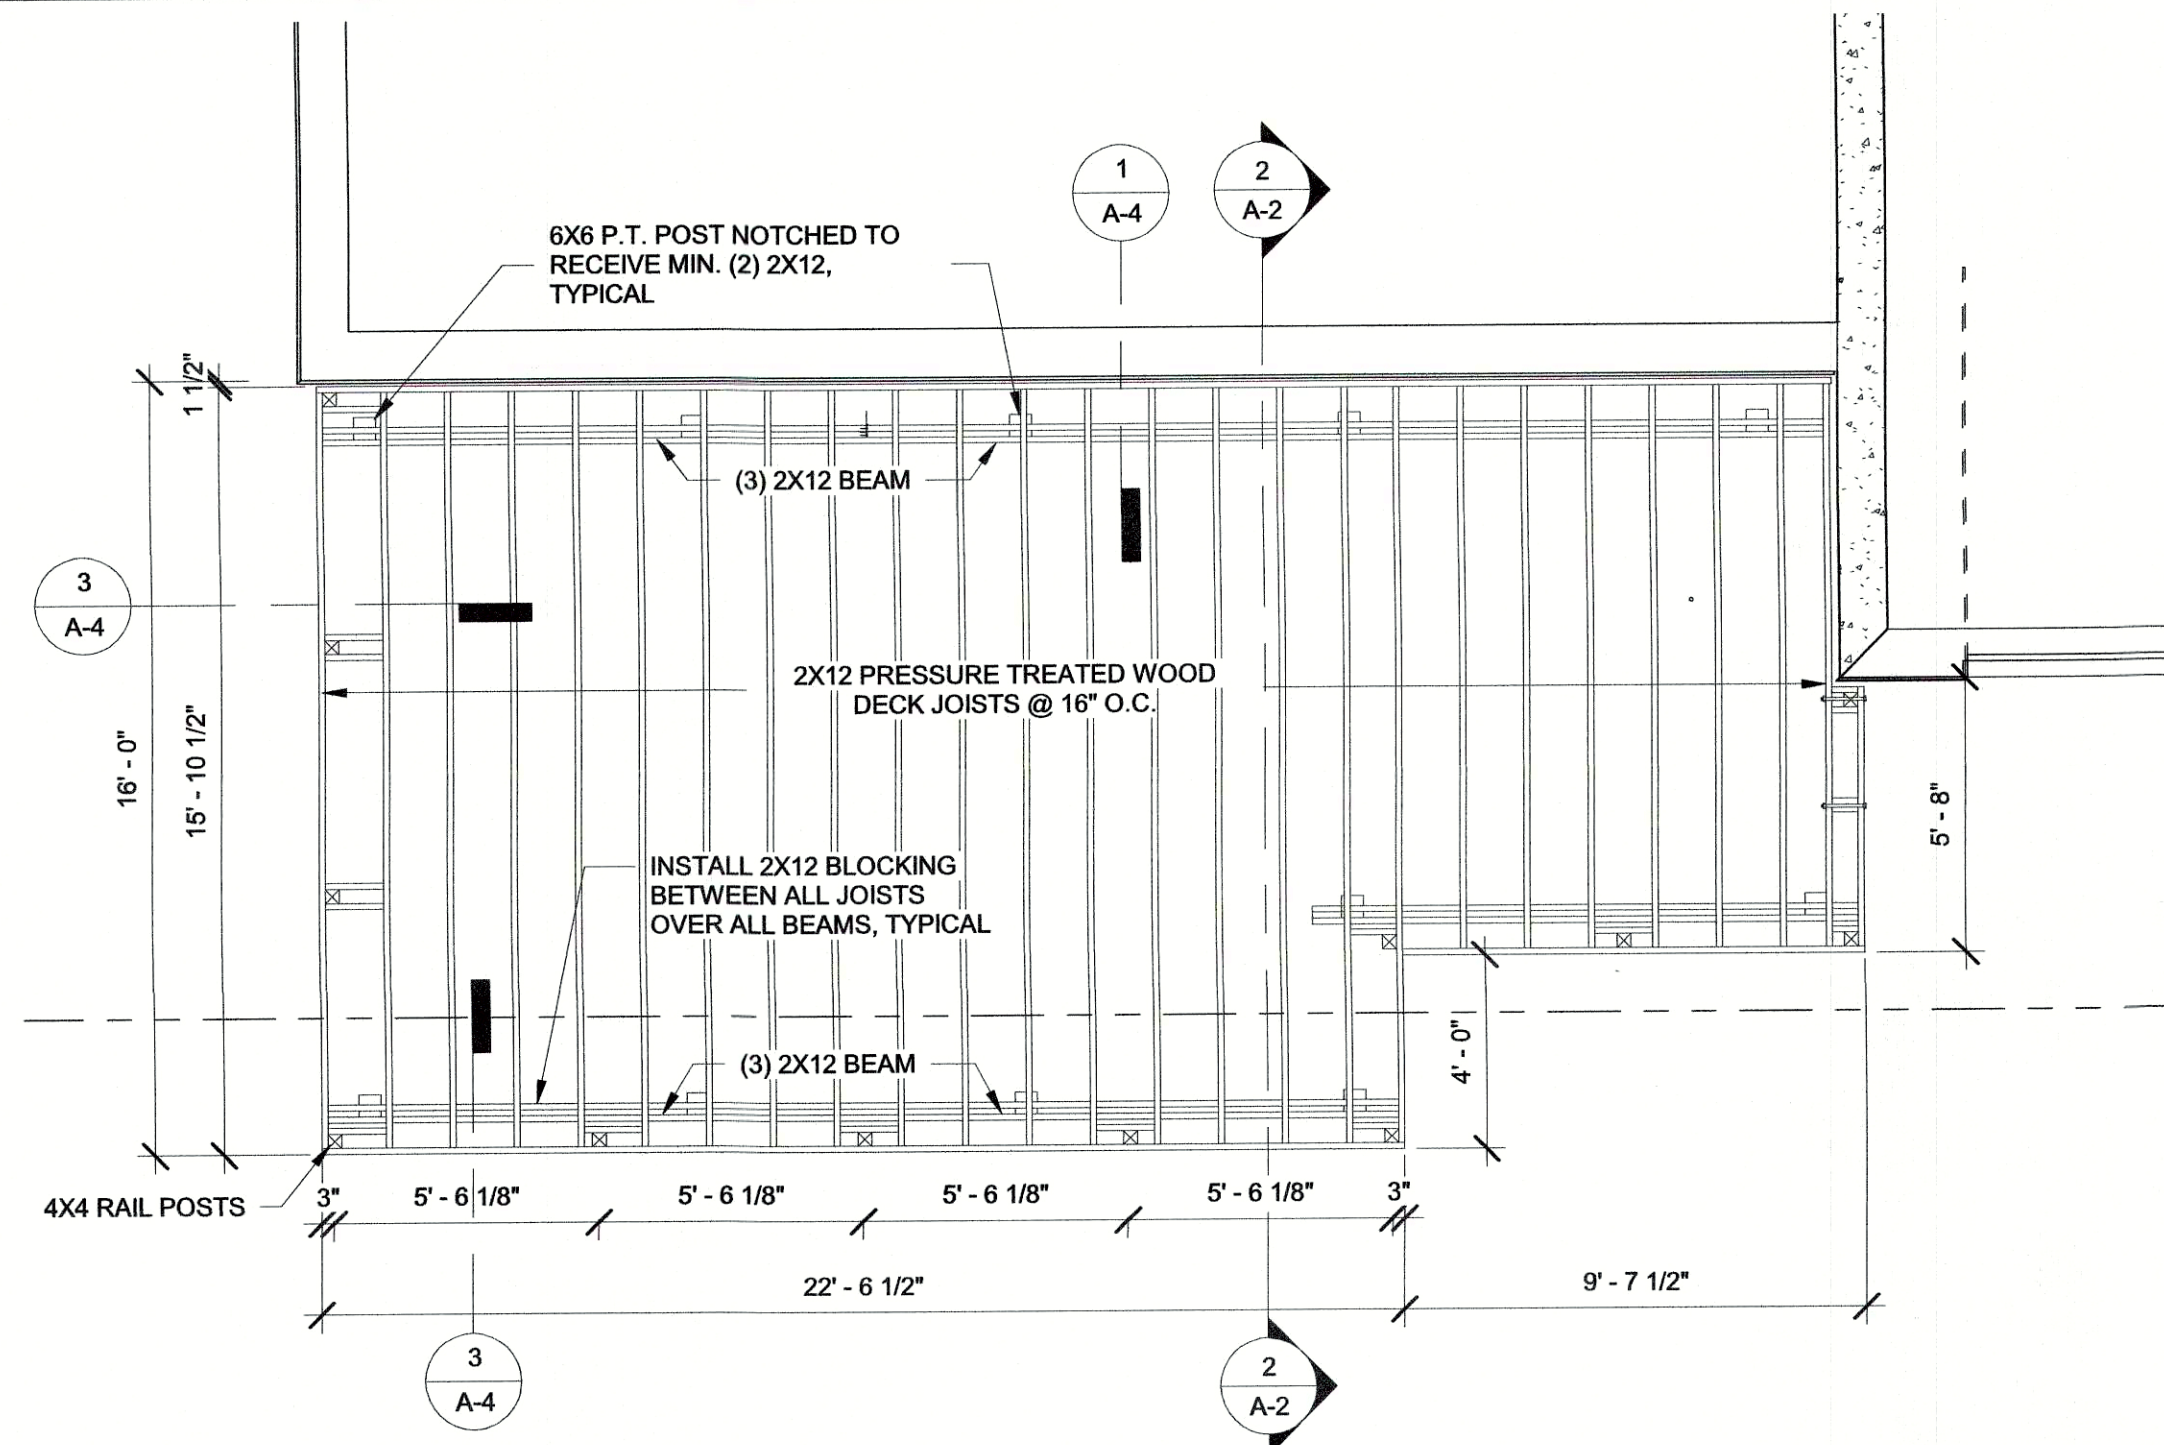 1
A-4
2
A-2
6X6 P.T. POST NOTCHED TO
RECEIVE MIN. (2) 2X12,
TYPICAL
1 1/2"
(3) 2X12 BEAM
3
A-4
2X12 PRESSURE TREATED WOOD
DECK JOISTS @ 16" O.C.
16' - 0"
15' - 10 1/2"
5' - 8"
INSTALL 2X12 BLOCKING
BETWEEN ALL JOISTS
OVER ALL BEAMS, TYPICAL
(3) 2X12 BEAM
4' - 0"
4X4 RAIL POSTS
3"
5' - 6 1/8"
5' - 6 1/8"
5' - 6 1/8"
5' - 6 1/8"
3"
22' - 6 1/2"
9' - 7 1/2"
3
A-4
2
A-2